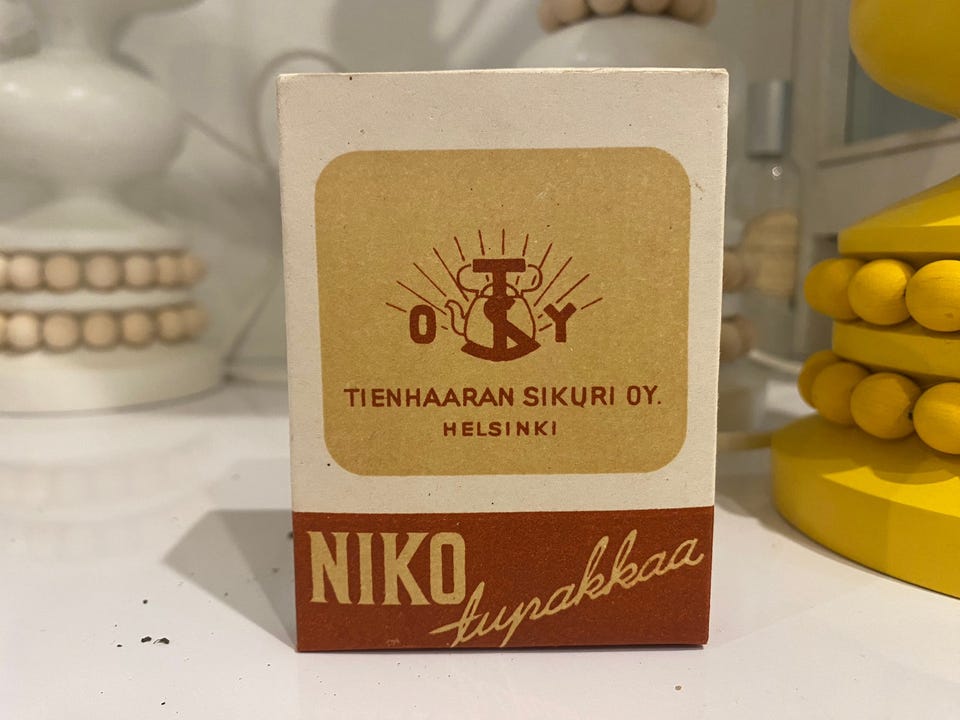 T
O S Y
TIENHAARAN SIKURI OY.
HELSINKI
NIKO
tupakkaa